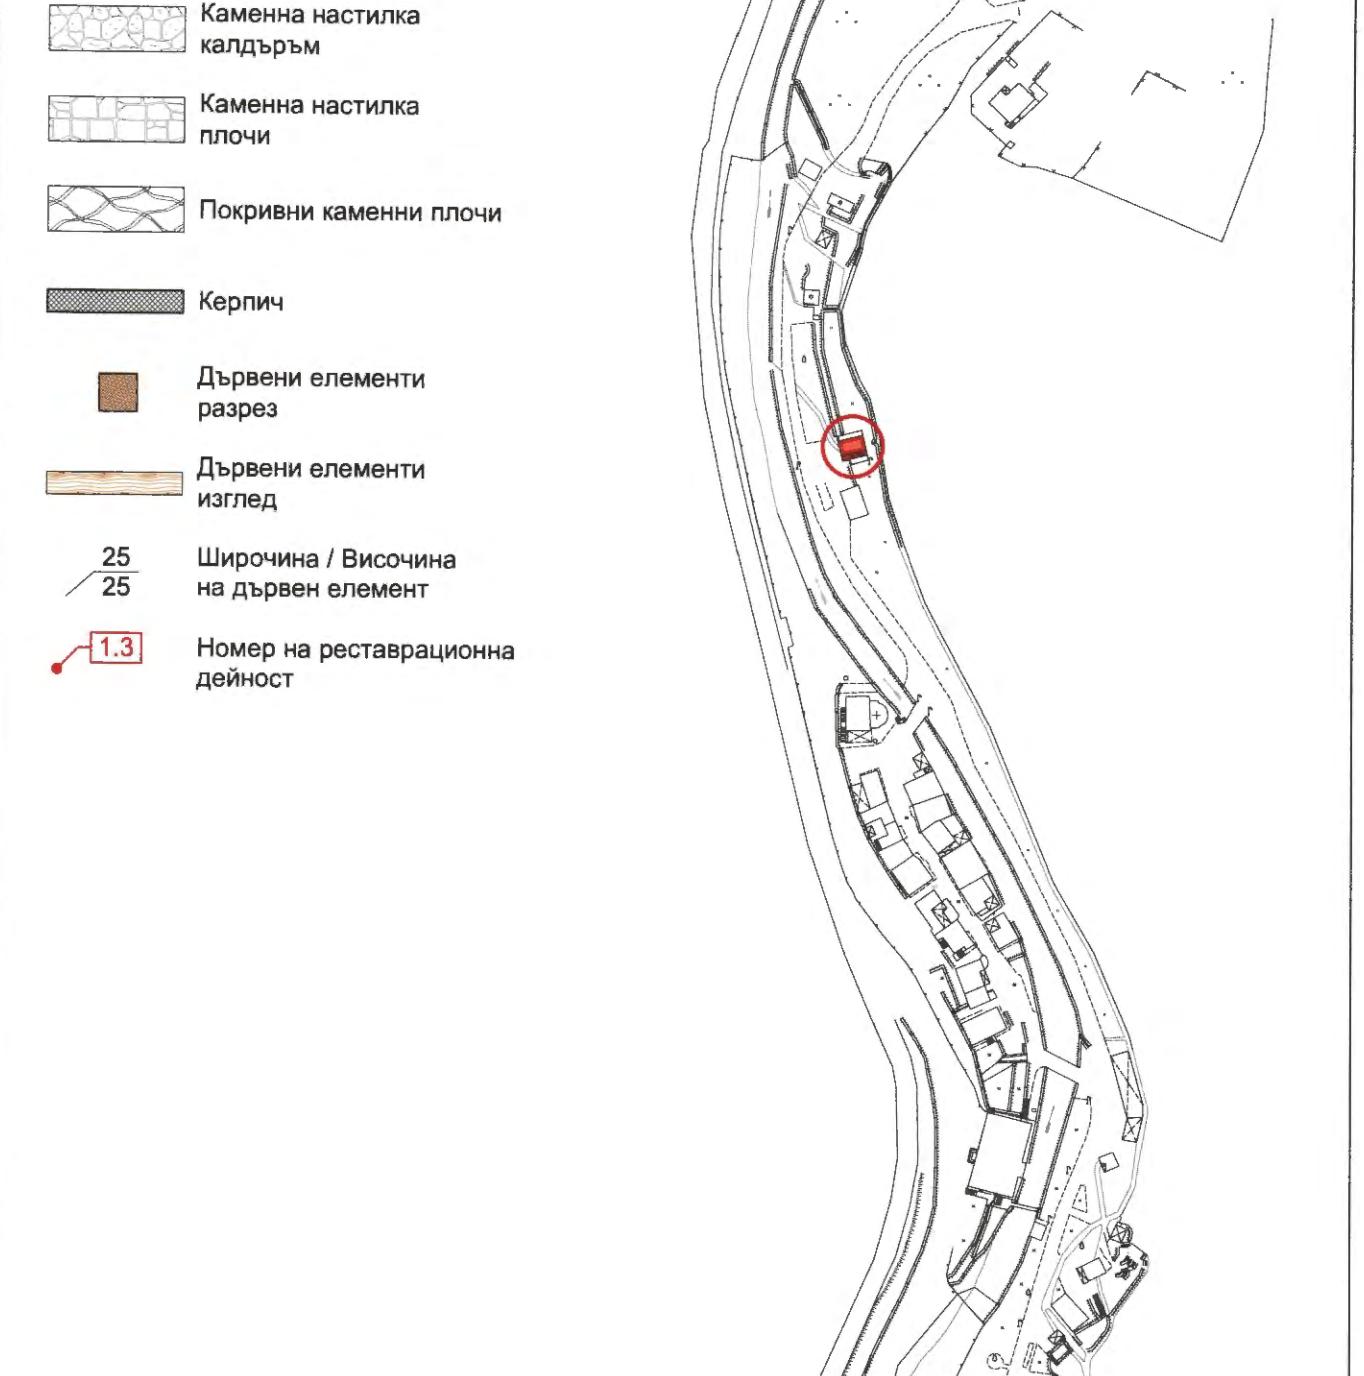 Каменна настилка
калдъръм
Каменна настилка
плочи
Покривни каменни плочи
Керпич
Дървени елементи
разрез
Дървени елементи
изглед
25
25
Широчина / Височина
на дървен елемент
1.3
Номер на реставрационна
дейност